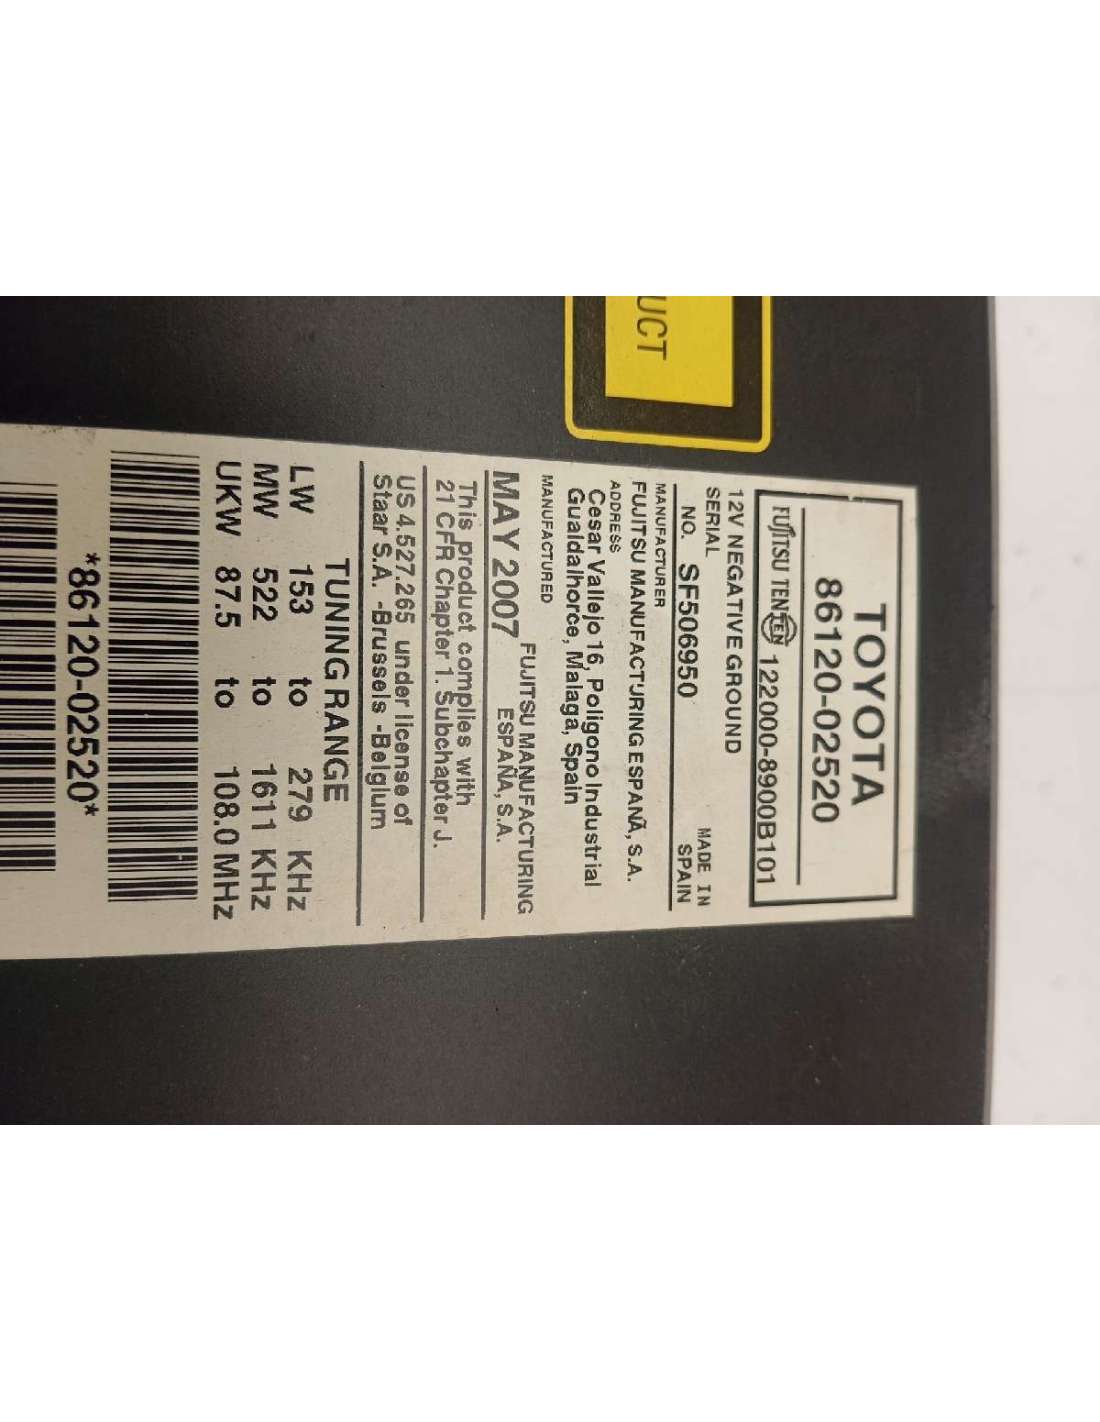 UCT
TOYOTA
86120-02520
FUJITSU TEN TEN 122000-8900B101
12V NEGATIVE GROUND
SERIAL MADE IN
NO. SF506950 SPAIN
MANUFACTURER
FUJITSU MANUFACTURING ESPANÃ, S.A.
ADDRESS
Cesar Vallejo 16, Poligono Industrial
Gualdalhorce, Malaga, Spain
MANUFACTURED
FUJITSU MANUFACTURING
MAY 2007 ESPAÑA, S.A.
This product complies with
21 CFR Chapter 1. Subchapter J.
US 4.527.265 under license of
Staar S.A. -Brussels -Belgium
TUNING RANGE
LW 153 to 279 KHz
MW 522 to 1611 KHz
UKW 87.5 to 108.0 MHz
*86120-02520*